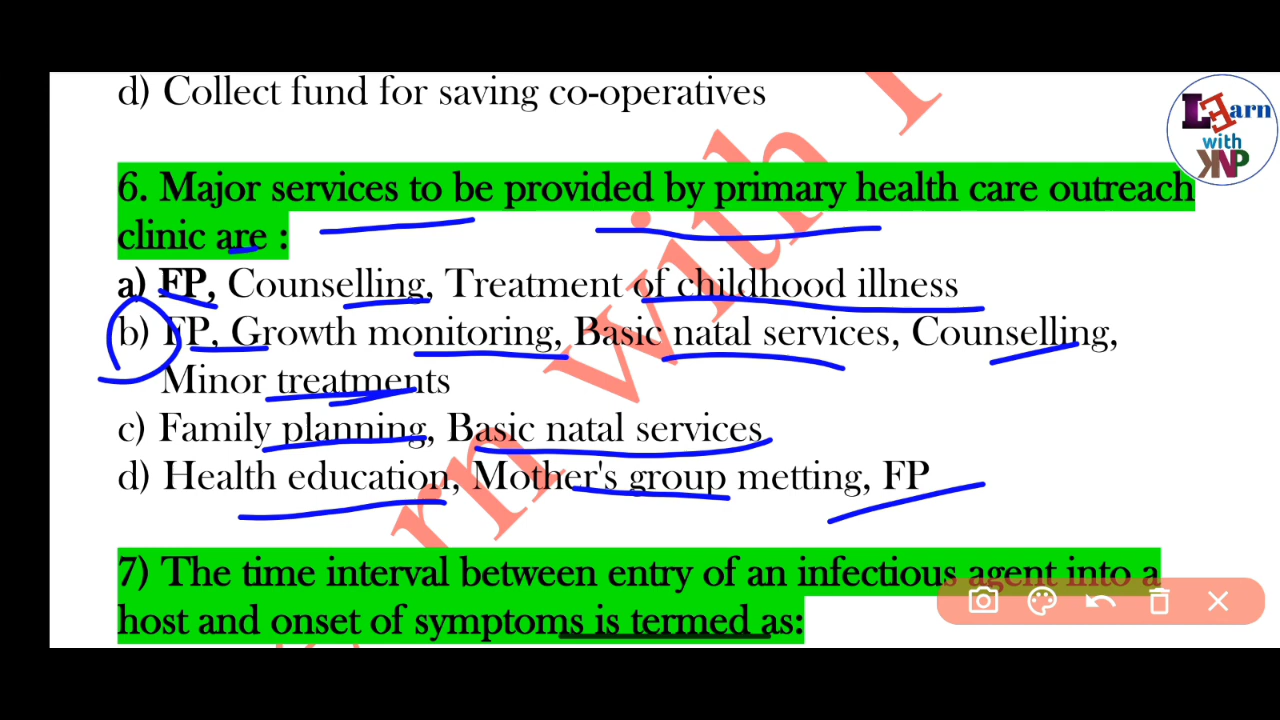 d) Collect fund for saving co-operatives
LEarn
with
KNP
6. Major services to be provided by primary health care outreach
clinic are :
a) FP, Counselling, Treatment of childhood illness
b) FP, Growth monitoring, Basic natal services, Counselling,
Minor treatments
c) Family planning, Basic natal services
d) Health education, Mother's group metting, FP
7) The time interval between entry of an infectious agent into a
host and onset of symptoms is termed as: